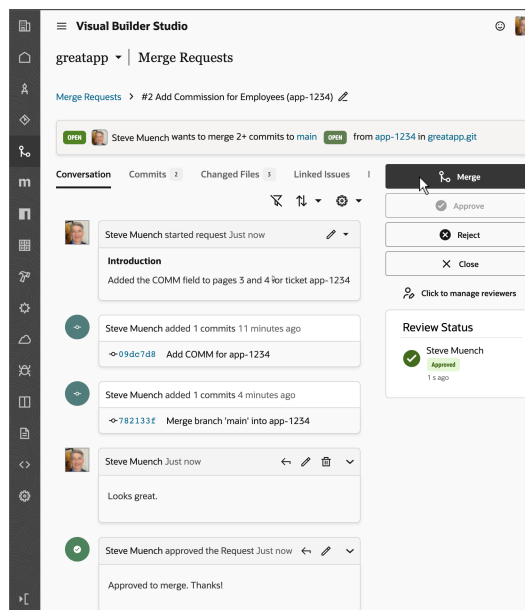 Visual Builder Studio
greatapp
Merge Requests
Merge Requests > #2 Add Commission for Employees (app-1234)
OPEN Steve Muench wants to merge 2+ commits to main OPEN from app-1234 in greatapp.git
Conversation Commits 2 Changed Files 3 Linked Issues
Merge
Approve
Reject
Close
Click to manage reviewers
Review Status
Steve Muench
Approved
1 s ago
Steve Muench started request Just now
Introduction
Added the COMM field to pages 3 and 4 for ticket app-1234
Steve Muench added 1 commits 11 minutes ago
09dc7d8 Add COMM for app-1234
Steve Muench added 1 commits 4 minutes ago
782133f Merge branch 'main' into app-1234
Steve Muench Just now
Looks great.
Steve Muench approved the Request Just now
Approved to merge. Thanks!
m